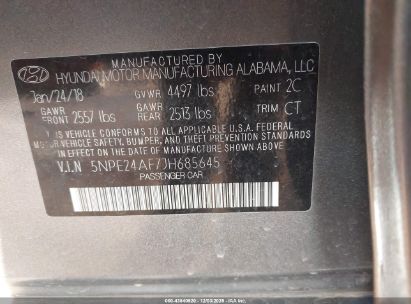 MANUFACTURED BY
HYUNDAI MOTOR MANUFACTURING ALABAMA, LLC
Jan/24/18 GVWR 4497 lbs PAINT 2C
GAWR FRONT 2557 lbs GAWR REAR 2513 lbs TRIM CT
THIS VEHICLE CONFORMS TO ALL APPLICABLE U.S. FEDERAL MOTOR
VEHICLE SAFETY, BUMPER, AND THEFT PREVENTION STANDARDS
IN EFFECT ON THE DATE OF MANUFACTURE SHOWN ABOVE.
V.I.N 5NPE24AF7JH685645
PASSENGER CAR